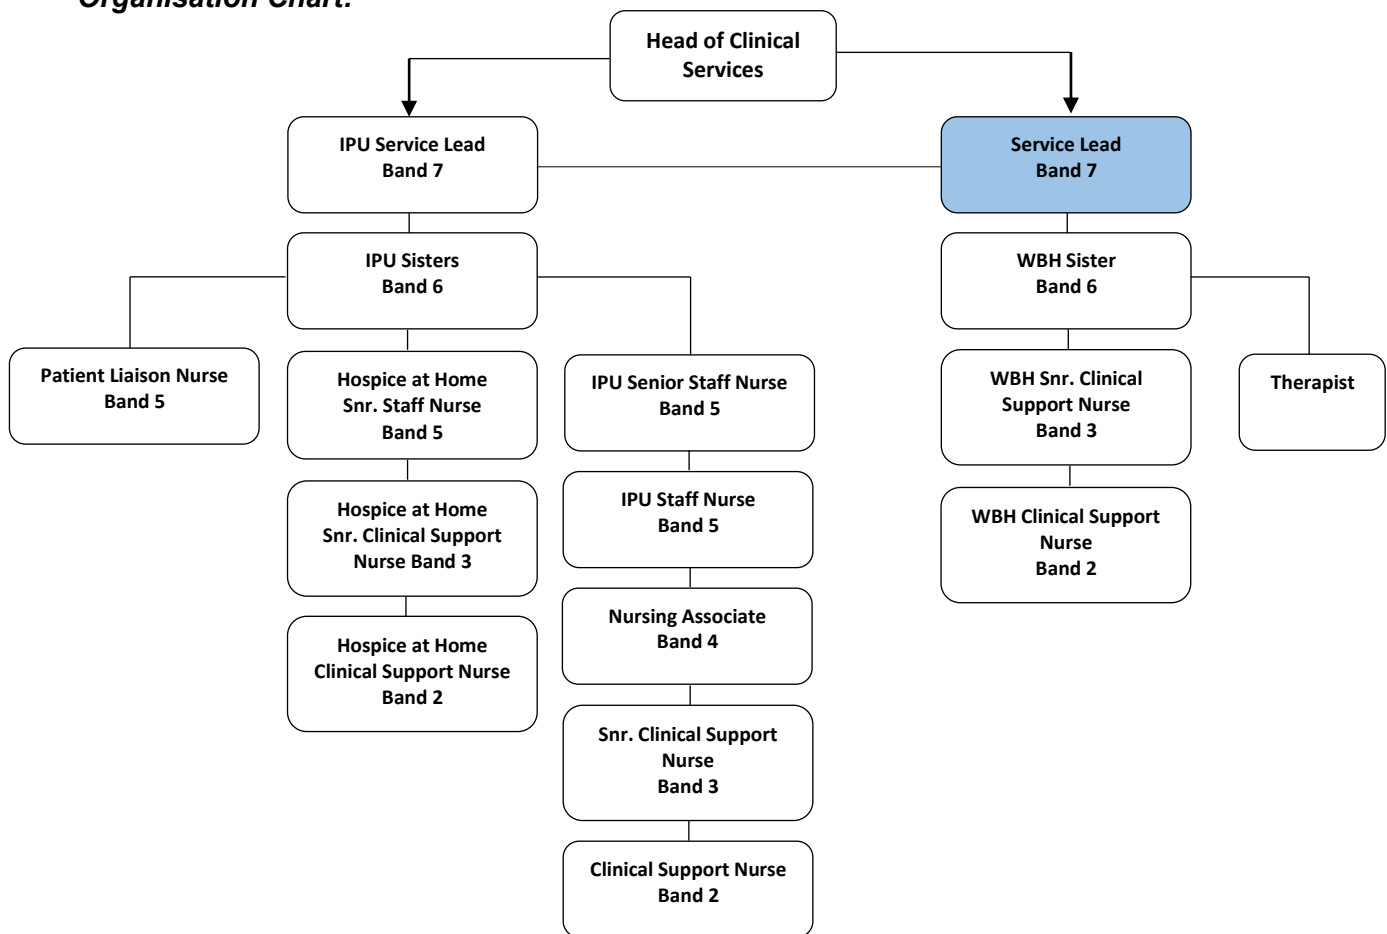 Organisation Chart:
Head of Clinical
Services
IPU Service Lead
Band 7
Service Lead
Band 7
IPU Sisters
Band 6
WBH Sister
Band 6
Patient Liaison Nurse
Band 5
Hospice at Home
Snr. Staff Nurse
Band 5
IPU Senior Staff Nurse
Band 5
WBH Snr. Clinical
Support Nurse
Band 3
Therapist
Hospice at Home
Snr. Clinical Support
Nurse Band 3
IPU Staff Nurse
Band 5
WBH Clinical Support
Nurse
Band 2
Hospice at Home
Clinical Support Nurse
Band 2
Nursing Associate
Band 4
Snr. Clinical Support
Nurse
Band 3
Clinical Support Nurse
Band 2